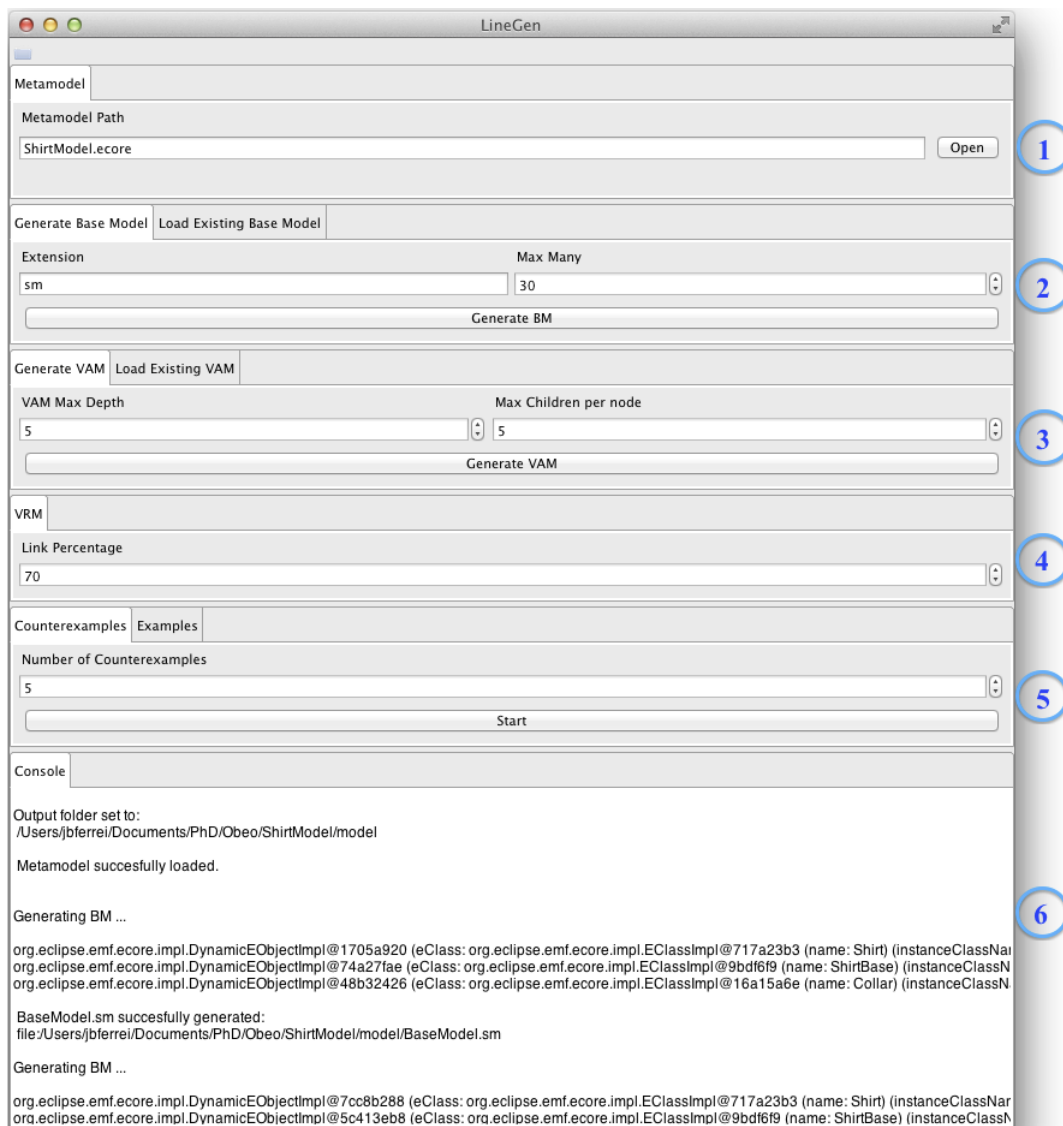 LineGen
Metamodel
Metamodel Path
ShirtModel.ecore
Open
1
Generate Base Model
Load Existing Base Model
Extension
Max Many
sm
30
2
Generate BM
Generate VAM
Load Existing VAM
VAM Max Depth
Max Children per node
5
5
3
Generate VAM
VRM
Link Percentage
70
4
Counterexamples
Examples
Number of Counterexamples
5
5
Start
Console
Output folder set to:
/Users/jbferrei/Documents/PhD/Obeo/ShirtModel/model
Metamodel succesfully loaded.
Generating BM ...
6
org.eclipse.emf.ecore.impl.DynamicEObjectImpl@1705a920 (eClass: org.eclipse.emf.ecore.impl.EClassImpl@717a23b3 (name: Shirt) (instanceClassNa
org.eclipse.emf.ecore.impl.DynamicEObjectImpl@74a27fae (eClass: org.eclipse.emf.ecore.impl.EClassImpl@9bdf6f9 (name: ShirtBase) (instanceClassN
org.eclipse.emf.ecore.impl.DynamicEObjectImpl@48b32426 (eClass: org.eclipse.emf.ecore.impl.EClassImpl@16a15a6e (name: Collar) (instanceClassN
BaseModel.sm succesfully generated:
file:/Users/jbferrei/Documents/PhD/Obeo/ShirtModel/model/BaseModel.sm
Generating BM ...
org.eclipse.emf.ecore.impl.DynamicEObjectImpl@7cc8b288 (eClass: org.eclipse.emf.ecore.impl.EClassImpl@717a23b3 (name: Shirt) (instanceClassNar
org.eclipse.emf.ecore.impl.DynamicEObjectImpl@5c413eb8 (eClass: org.eclipse.emf.ecore.impl.EClassImpl@9bdf6f9 (name: ShirtBase) (instanceClassN